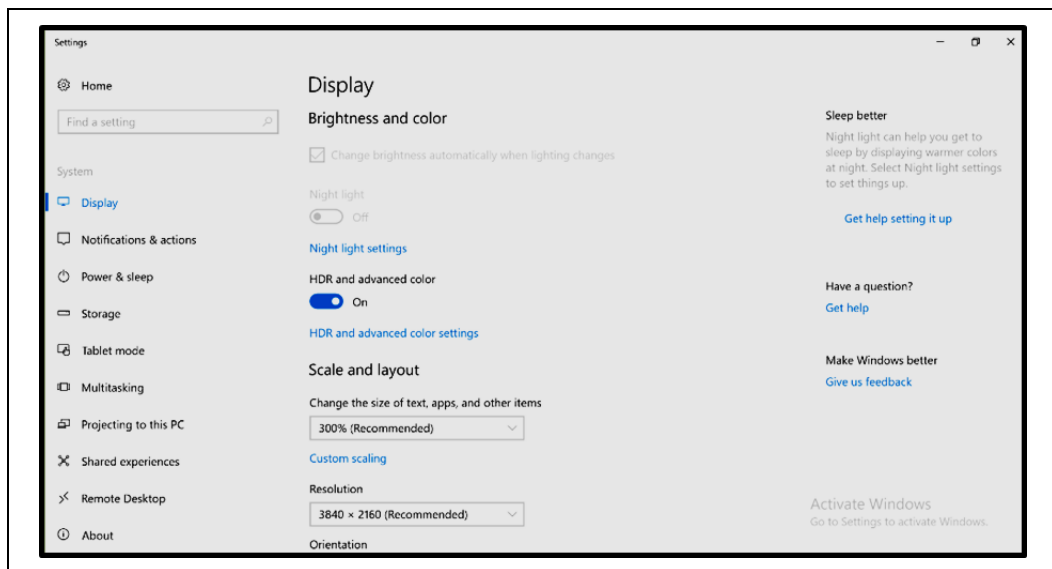 Settings
Home
Find a setting
System
Display
Notifications & actions
Power & sleep
Storage
Tablet mode
Multitasking
Projecting to this PC
Shared experiences
Remote Desktop
About
Display
Brightness and color
Change brightness automatically when lighting changes
Night light
Off
Night light settings
HDR and advanced color
On
HDR and advanced color settings
Scale and layout
Change the size of text, apps, and other items
300% (Recommended)
Custom scaling
Resolution
3840 × 2160 (Recommended)
Orientation
Sleep better
Night light can help you get to
sleep by displaying warmer colors
at night. Select Night light settings
to set things up.
Get help setting it up
Have a question?
Get help
Make Windows better
Give us feedback
Activate Windows
Go to Settings to activate Windows.